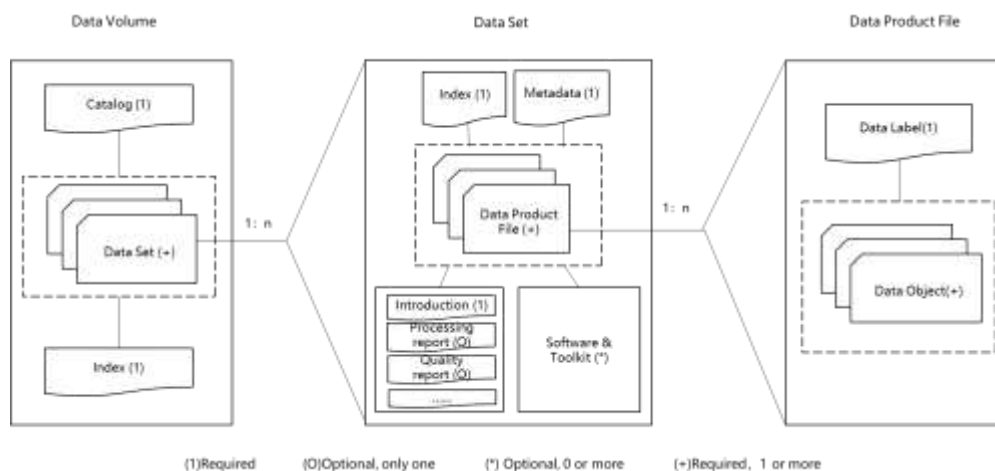 Data Volume
Data Set
Data Product File
Catalog (1)
Data Set (+)
Index (1)
1: n
Index (1)
Metadata (1)
Data Product
File (+)
Introduction (1)
Processing
report (O)
Quality
report (O)
......
Software &
Toolkit (*)
1: n
Data Label(1)
Data Object(+)
(1)Required
(O)Optional, only one
(*) Optional, 0 or more
(+)Required, 1 or more